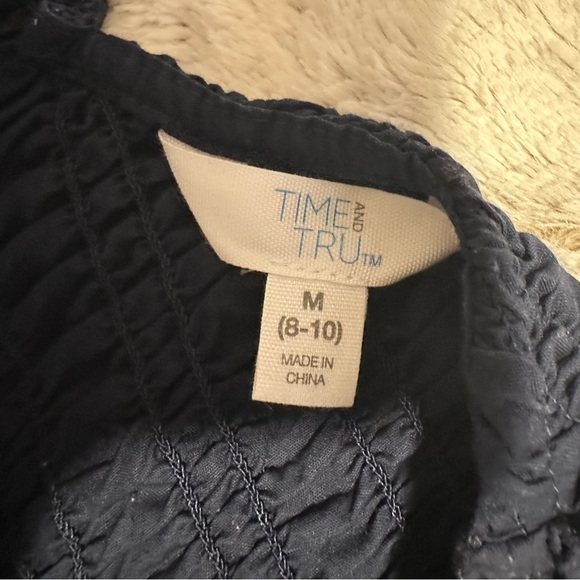 TIME AND
TRU™
M
(8-10)
MADE IN
CHINA